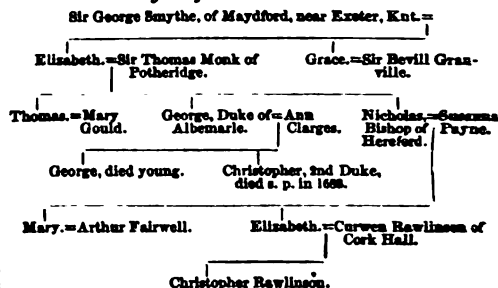 Sir George Smythe, of Maydford, near Exeter, Knt.=
Elizabeth.=Sir Thomas Monk of Potheridge.
Grace.=Sir Bevill Granville.
Thomas.=Mary Gould.
George, Duke of Albemarle.=Ann Clarges.
Nicholas, Bishop of Hereford.=Susanna Payne.
George, died young.
Christopher, 2nd Duke, died s. p. in 1688.
Mary.=Arthur Fairwell.
Elizabeth.=Curwen Rawlinson of Cork Hall.
Christopher Rawlinson.